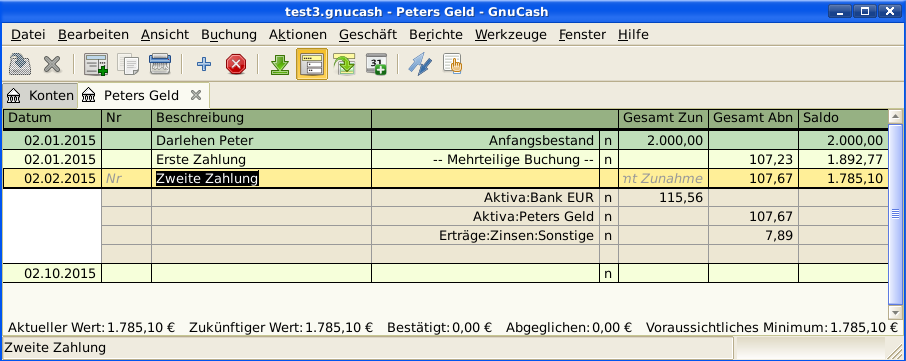 test3.gnucash - Peters Geld - GnuCash
Datei Bearbeiten Ansicht Buchung Aktionen Geschäft Berichte Werkzeuge Fenster Hilfe
31
Konten Peters Geld
Datum Nr Beschreibung Gesamt Zun Gesamt Abn Saldo
02.01.2015 Darlehen Peter Anfangsbestand n 2.000,00 2.000,00
02.01.2015 Erste Zahlung -- Mehrteilige Buchung -- n 107,23 1.892,77
02.02.2015 Nr Zweite Zahlung nt Zunahme 107,67 1.785,10
Aktiva:Bank EUR n 115,56
Aktiva:Peters Geld n 107,67
Erträge:Zinsen:Sonstige n 7,89
02.10.2015 n
Aktueller Wert: 1.785,10 € Zukünftiger Wert: 1.785,10 € Bestätigt: 0,00 € Abgeglichen: 0,00 € Voraussichtliches Minimum: 1.785,10 €
Zweite Zahlung